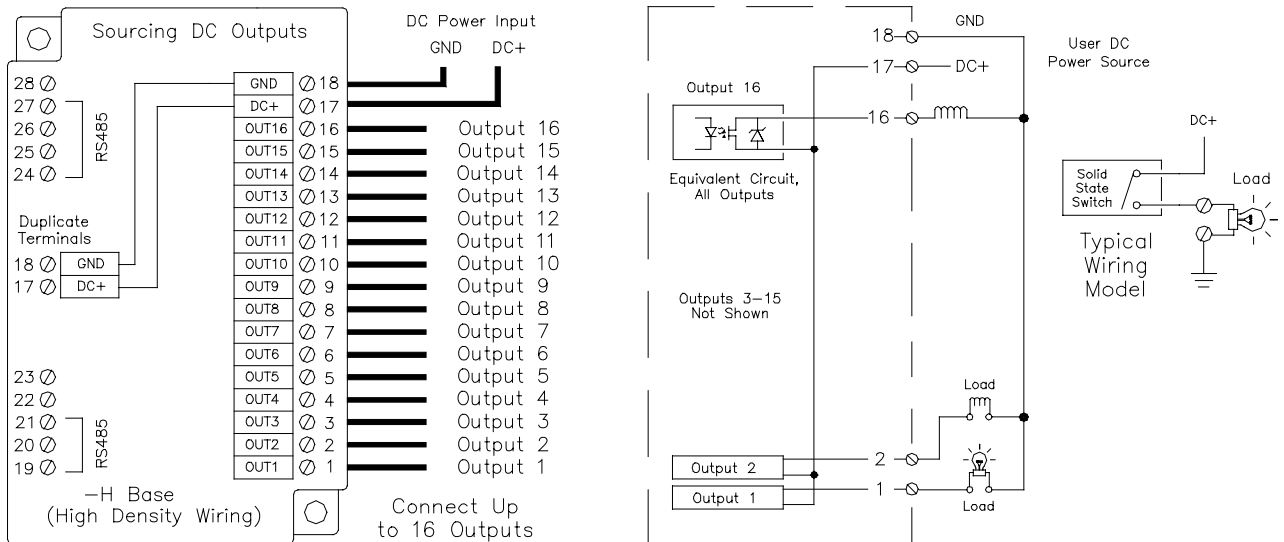 Sourcing DC Outputs
DC Power Input
GND DC+
28
27
26
25
24
RS485
Duplicate
Terminals
18 GND
17 DC+
23
22
21
20
19
RS485
GND 18
DC+ 17
OUT16 16 Output 16
OUT15 15 Output 15
OUT14 14 Output 14
OUT13 13 Output 13
OUT12 12 Output 12
OUT11 11 Output 11
OUT10 10 Output 10
OUT9 9 Output 9
OUT8 8 Output 8
OUT7 7 Output 7
OUT6 6 Output 6
OUT5 5 Output 5
OUT4 4 Output 4
OUT3 3 Output 3
OUT2 2 Output 2
OUT1 1 Output 1
-H Base
(High Density Wiring)
Connect Up
to 16 Outputs
GND
18
17 DC+
User DC
Power Source
Output 16
16
Equivalent Circuit,
All Outputs
Outputs 3-15
Not Shown
Load
Output 2 2
Output 1 1
Load
DC+
Solid
State
Switch
Load
Typical
Wiring
Model